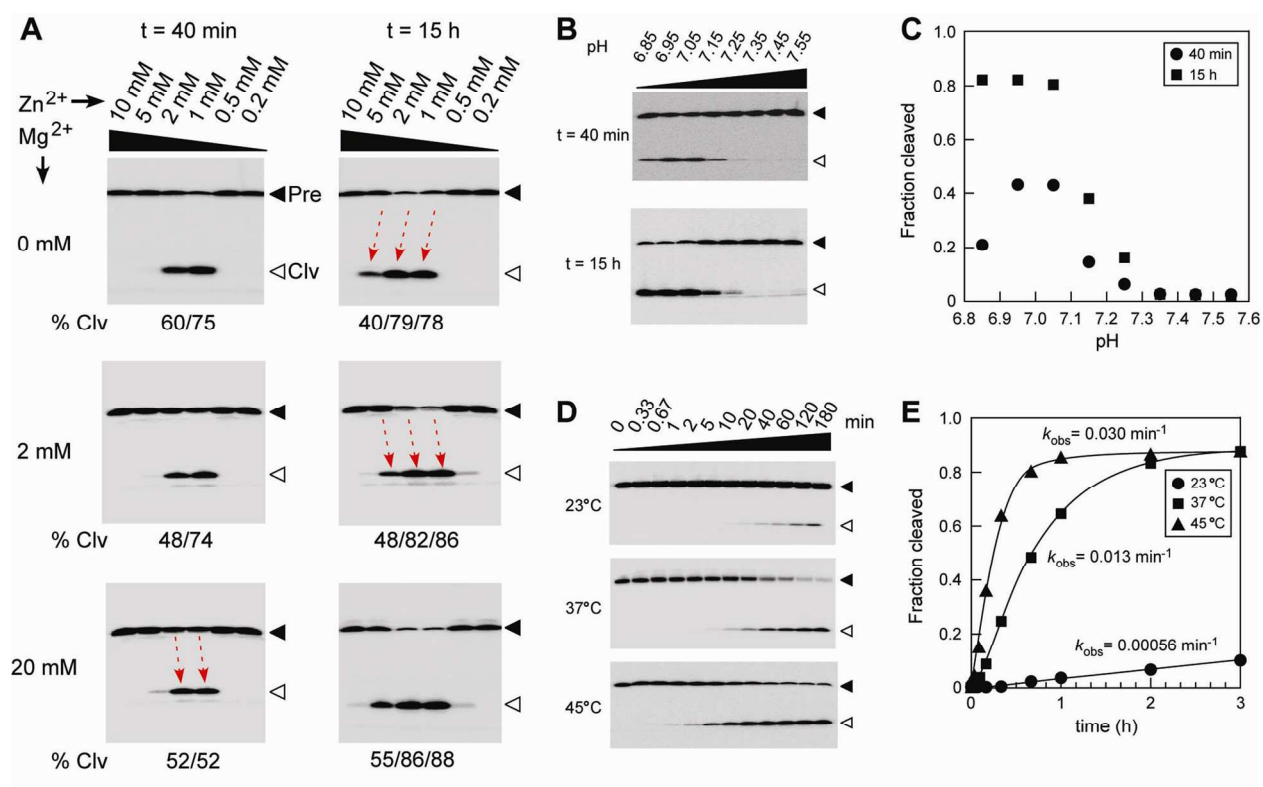 A
t = 40 min
t = 15 h
Zn2+
10 mM
5 mM
2 mM
1 mM
0.5 mM
0.2 mM
10 mM
5 mM
2 mM
1 mM
0.5 mM
0.2 mM
Mg2+
0 mM
Pre
Clv
% Clv
60/75
40/79/78
2 mM
% Clv
48/74
48/82/86
20 mM
% Clv
52/52
55/86/88
B
pH
6.85
6.95
7.05
7.15
7.25
7.35
7.45
7.55
t = 40 min
t = 15 h
C
1.0
0.8
0.6
0.4
0.2
0
Fraction cleaved
40 min
15 h
6.8 6.9 7.0 7.1 7.2 7.3 7.4 7.5 7.6
pH
D
0
0.33
0.67
1
2
5
10
20
40
60
120
180
min
23°C
37°C
45°C
E
1.0
0.8
0.6
0.4
0.2
0
Fraction cleaved
kobs= 0.030 min-1
23 °C
37 °C
45 °C
kobs= 0.013 min-1
kobs= 0.00056 min-1
0 1 2 3
time (h)